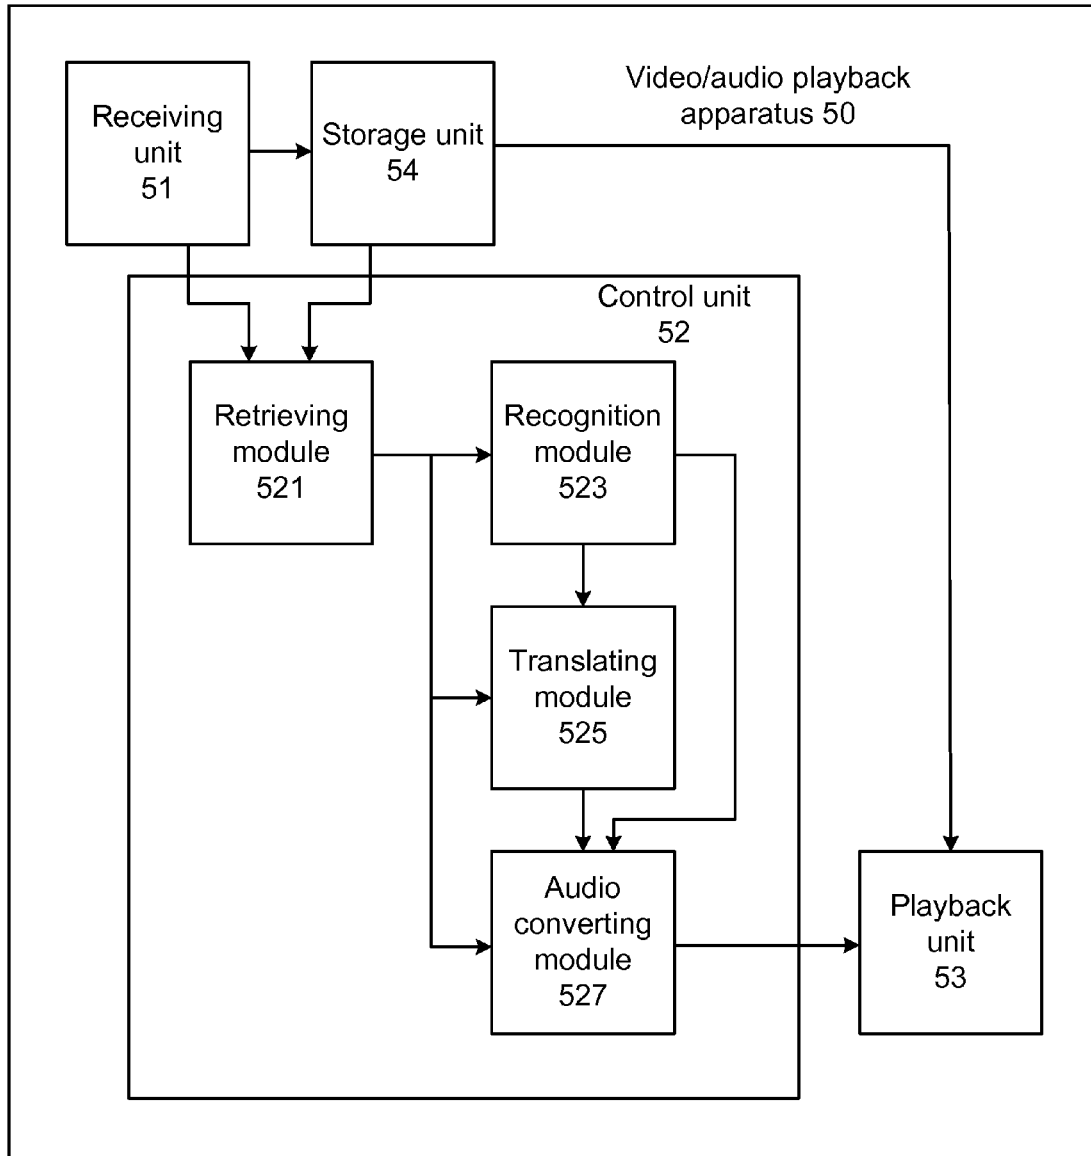 Video/audio playback
apparatus 50
Receiving
unit
51
Storage unit
54
Control unit
52
Retrieving
module
521
Recognition
module
523
Translating
module
525
Audio
converting
module
527
Playback
unit
53